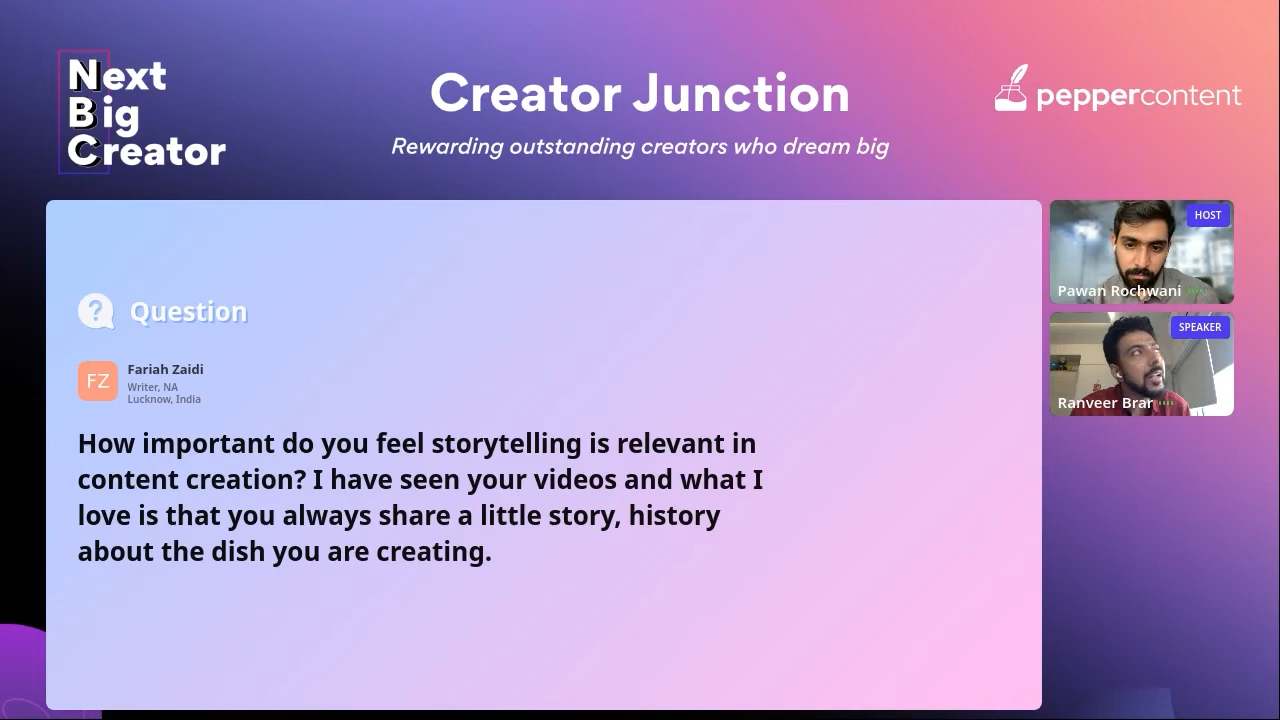 Next
Big
Creator
Creator Junction
Rewarding outstanding creators who dream big
peppercontent
? Question
FZ
Fariah Zaidi
Writer, NA
Lucknow, India
How important do you feel storytelling is relevant in
content creation? I have seen your videos and what I
love is that you always share a little story, history
about the dish you are creating.
HOST
Pawan Rochwani
SPEAKER
Ranveer Brar